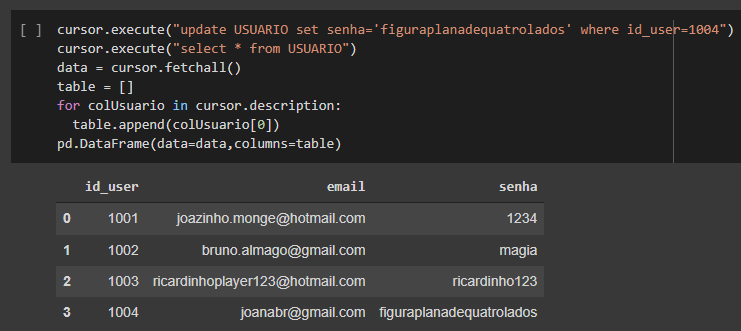 [ ] cursor.execute("update USUARIO set senha='figuraplanadequatrolados' where id_user=1004")
cursor.execute("select * from USUARIO")
data = cursor.fetchall()
table = []
for colUsuario in cursor.description:
  table.append(colUsuario[0])
pd.DataFrame(data=data,columns=table)
id_user email senha
0 1001 joazinho.monge@hotmail.com 1234
1 1002 bruno.almago@gmail.com magia
2 1003 ricardinhoplayer123@hotmail.com ricardinho123
3 1004 joanabr@gmail.com figuraplanadequatrolados